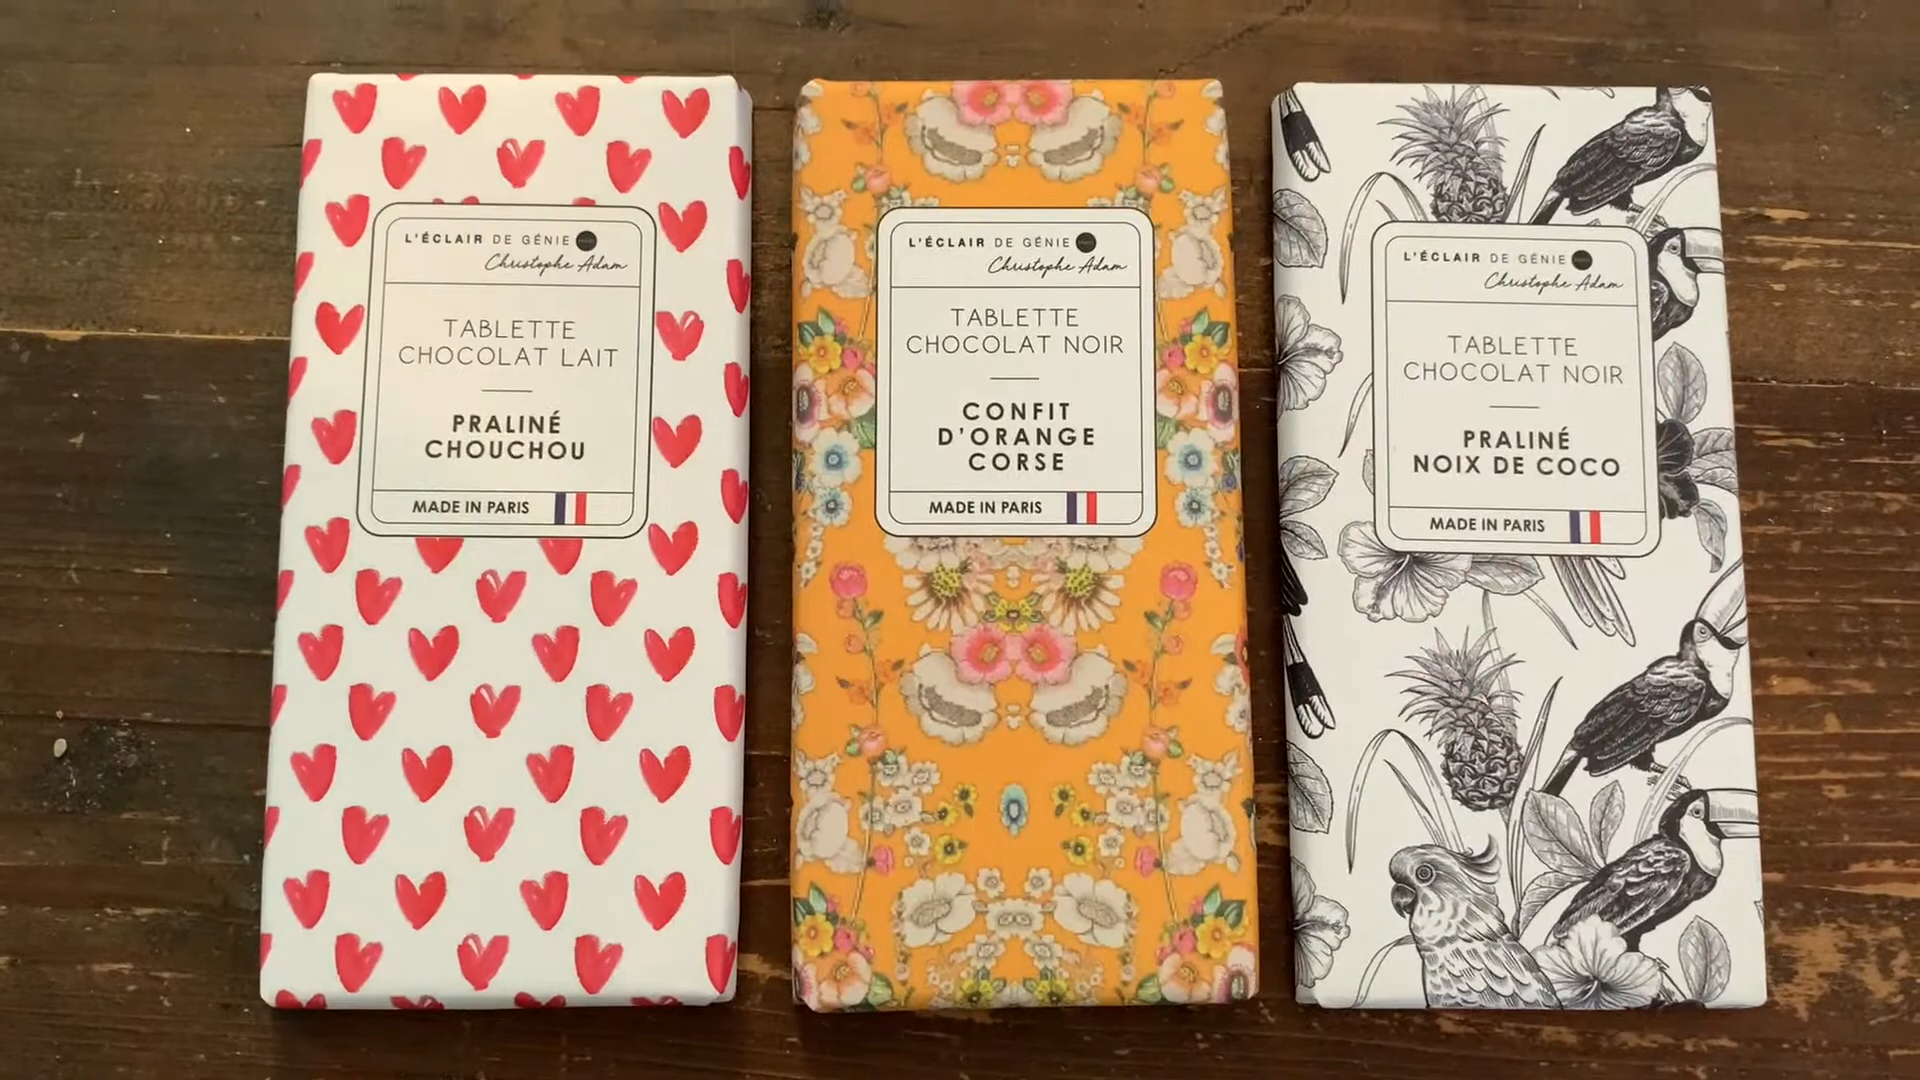 L'ÉCLAIR DE GÉNIE
Christophe Adam
TABLETTE
CHOCOLAT LAIT
PRALINÉ
CHOUCHOU
MADE IN PARIS
L'ÉCLAIR DE GÉNIE
Christophe Adam
TABLETTE
CHOCOLAT NOIR
CONFIT
D'ORANGE
CORSE
MADE IN PARIS
L'ÉCLAIR DE GÉNIE
Christophe Adam
TABLETTE
CHOCOLAT NOIR
PRALINÉ
NOIX DE COCO
MADE IN PARIS